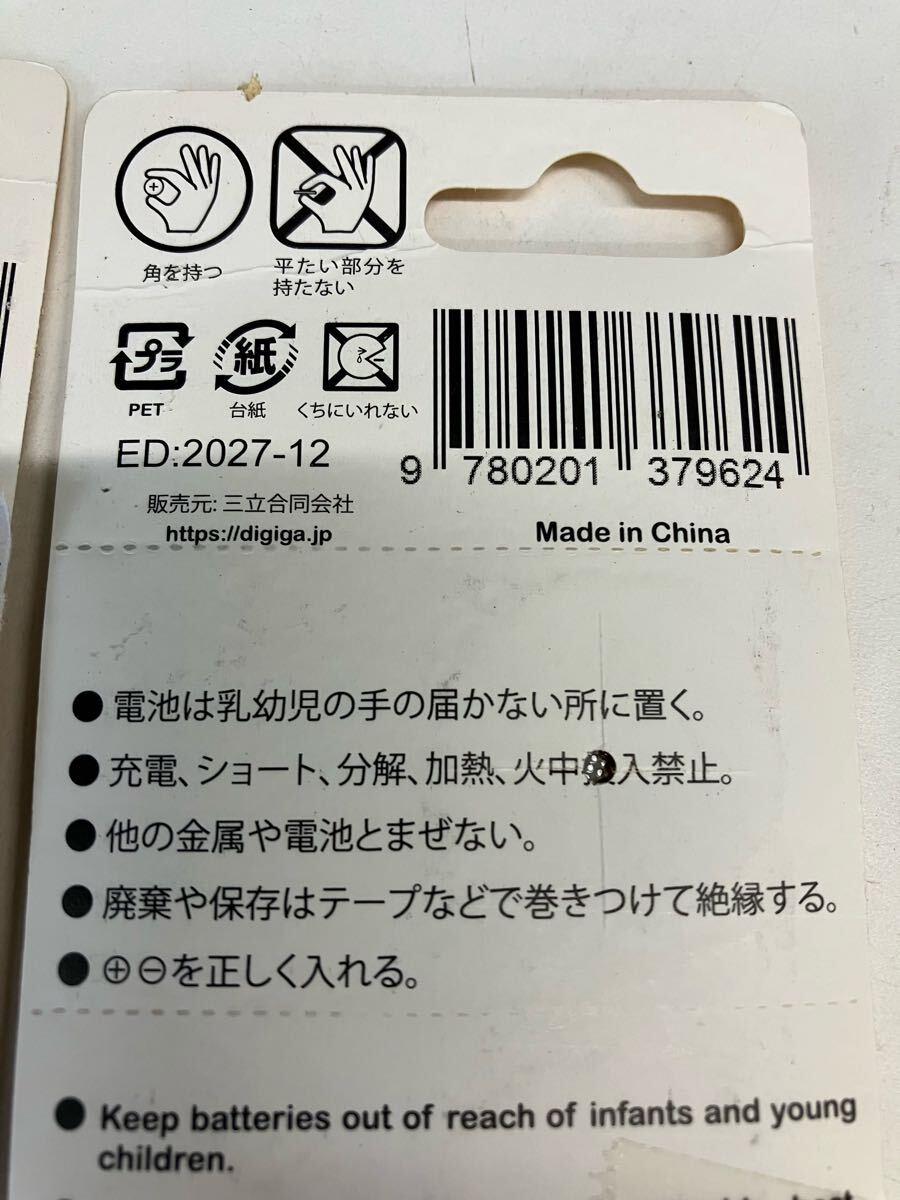 角を持つ
平たい部分を
持たない
プラ
紙
PET
台紙
くちにいれない
ED:2027-12
9 780201 379624
販売元: 三立合同会社
https://digiga.jp
Made in China
● 電池は乳幼児の手の届かない所に置く。
● 充電、ショート、分解、加熱、火中投入禁止。
● 他の金属や電池とまぜない。
● 廃棄や保存はテープなどで巻きつけて絶縁する。
● ⊕⊖を正しく入れる。
● Keep batteries out of reach of infants and young
children.